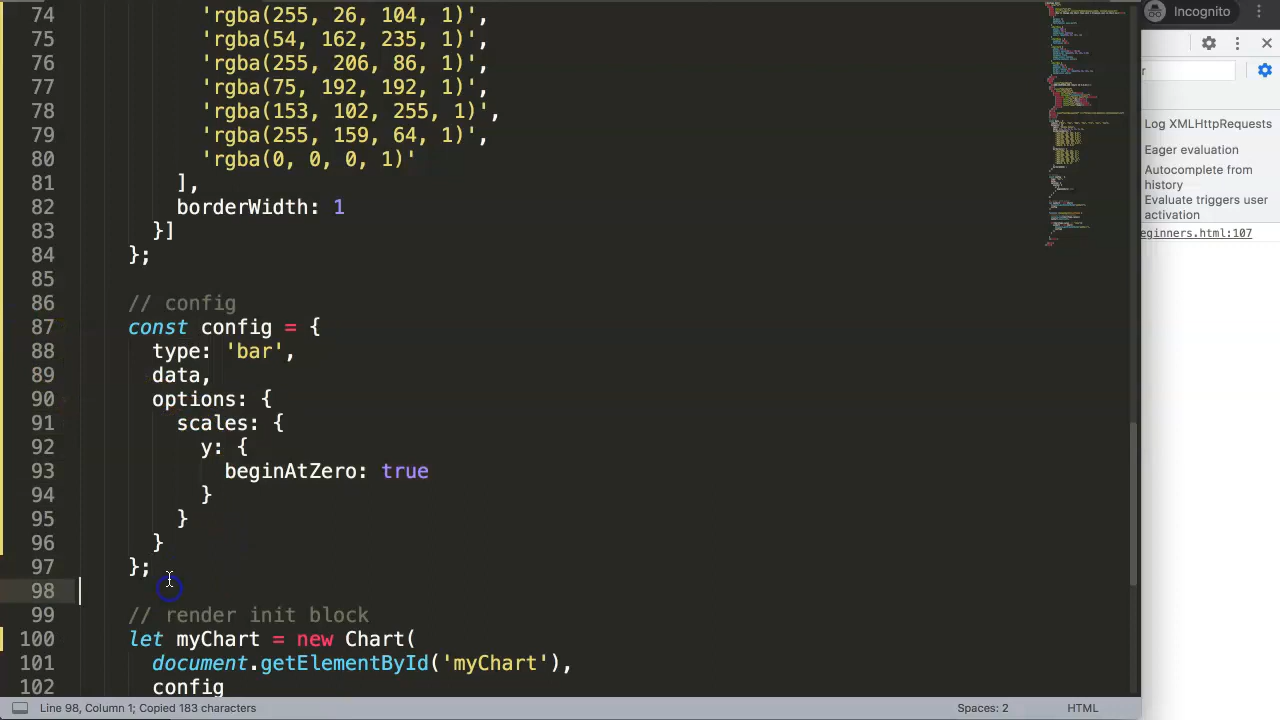 74 'rgba(255, 26, 104, 1)',
75 'rgba(54, 162, 235, 1)',
76 'rgba(255, 206, 86, 1)',
77 'rgba(75, 192, 192, 1)',
78 'rgba(153, 102, 255, 1)',
79 'rgba(255, 159, 64, 1)',
80 'rgba(0, 0, 0, 1)'
81 ],
82 borderWidth: 1
83 }]
84 };
85
86 // config
87 const config = {
88 type: 'bar',
89 data,
90 options: {
91 scales: {
92 y: {
93 beginAtZero: true
94 }
95 }
96 }
97 };
98
99 // render init block
100 let myChart = new Chart(
101 document.getElementById('myChart'),
102 config
Line 98, Column 1; Copied 183 characters
Spaces: 2
HTML
Incognito
r
Log XMLHttpRequests
Eager evaluation
Autocomplete from
history
Evaluate triggers user
activation
eginners.html:107